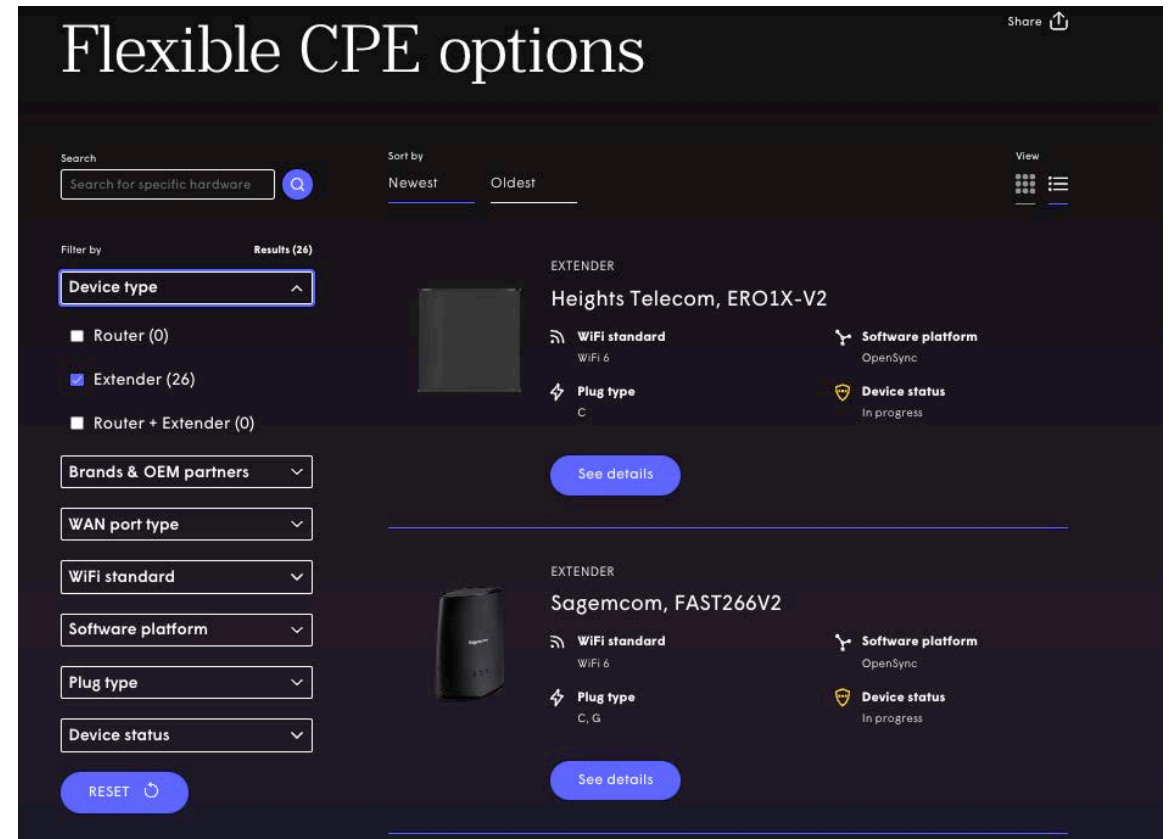 Flexible CPE options
Share
Search
Search for specific hardware
Sort by
Newest
Oldest
View
Filter by
Results (26)
Device type
Router (0)
Extender (26)
Router + Extender (0)
Brands & OEM partners
WAN port type
WiFi standard
Software platform
Plug type
Device status
RESET
EXTENDER
Heights Telecom, ERO1X-V2
WiFi standard
WiFi 6
Software platform
OpenSync
Plug type
C
Device status
In progress
See details
EXTENDER
Sagemcom, FAST266V2
WiFi standard
WiFi 6
Software platform
OpenSync
Plug type
C, G
Device status
In progress
See details